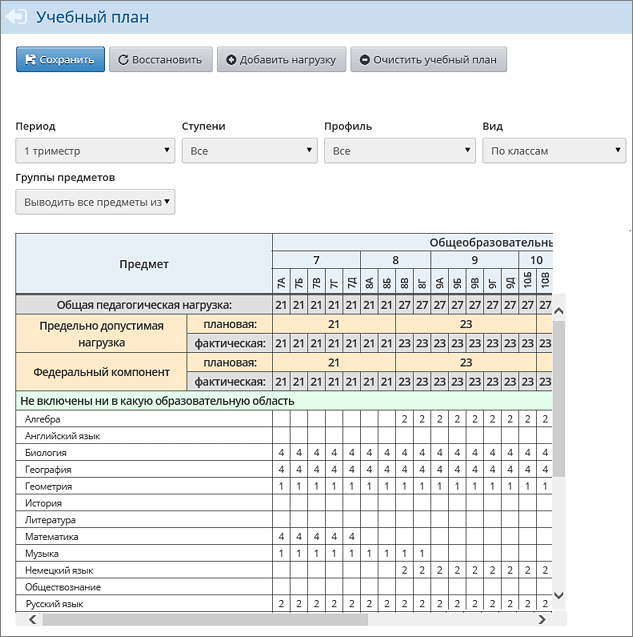 Учебный план
Сохранить Восстановить Добавить нагрузку Очистить учебный план
Период Ступени Профиль Вид
1 триместр Все Все По классам
Группы предметов
Выводить все предметы из
Предмет Общеобразовательнь
7 8 9 10
7А 7Б 7В 7Г 7Д 8А 8Б 8В 8Г 9А 9Б 9В 9Г 9Д 10Б 10В
Общая педагогическая нагрузка: 21 21 21 21 21 21 21 27 27 27 27 27 27 27 27 27
Предельно допустимая нагрузка плановая: 21 23
фактическая: 21 21 21 21 21 21 21 23 23 23 23 23 23 23 23 23
Федеральный компонент плановая: 21 23
фактическая: 21 21 21 21 21 21 21 23 23 23 23 23 23 23 23 23
Не включены ни в какую образовательную область
Алгебра 2 2 2 2 2 2 2 2 2
Английский язык
Биология 4 4 4 4 4 4 4 4 4 4 4 4 4 4 4 4
География 4 4 4 4 4 4 4 4 4 4 4 4 4 4 4 4
Геометрия 1 1 1 1 1 1 1 1 1 1 1 1 1 1 1 1
История
Литература
Математика 4 4 4 4 4
Музыка 1 1 1 1 1 1 1 1 1
Немецкий язык 2 2 2 2 2 2 2 2 2
Обществознание
Русский язык 2 2 2 2 2 2 2 2 2 2 2 2 2 2 2 2